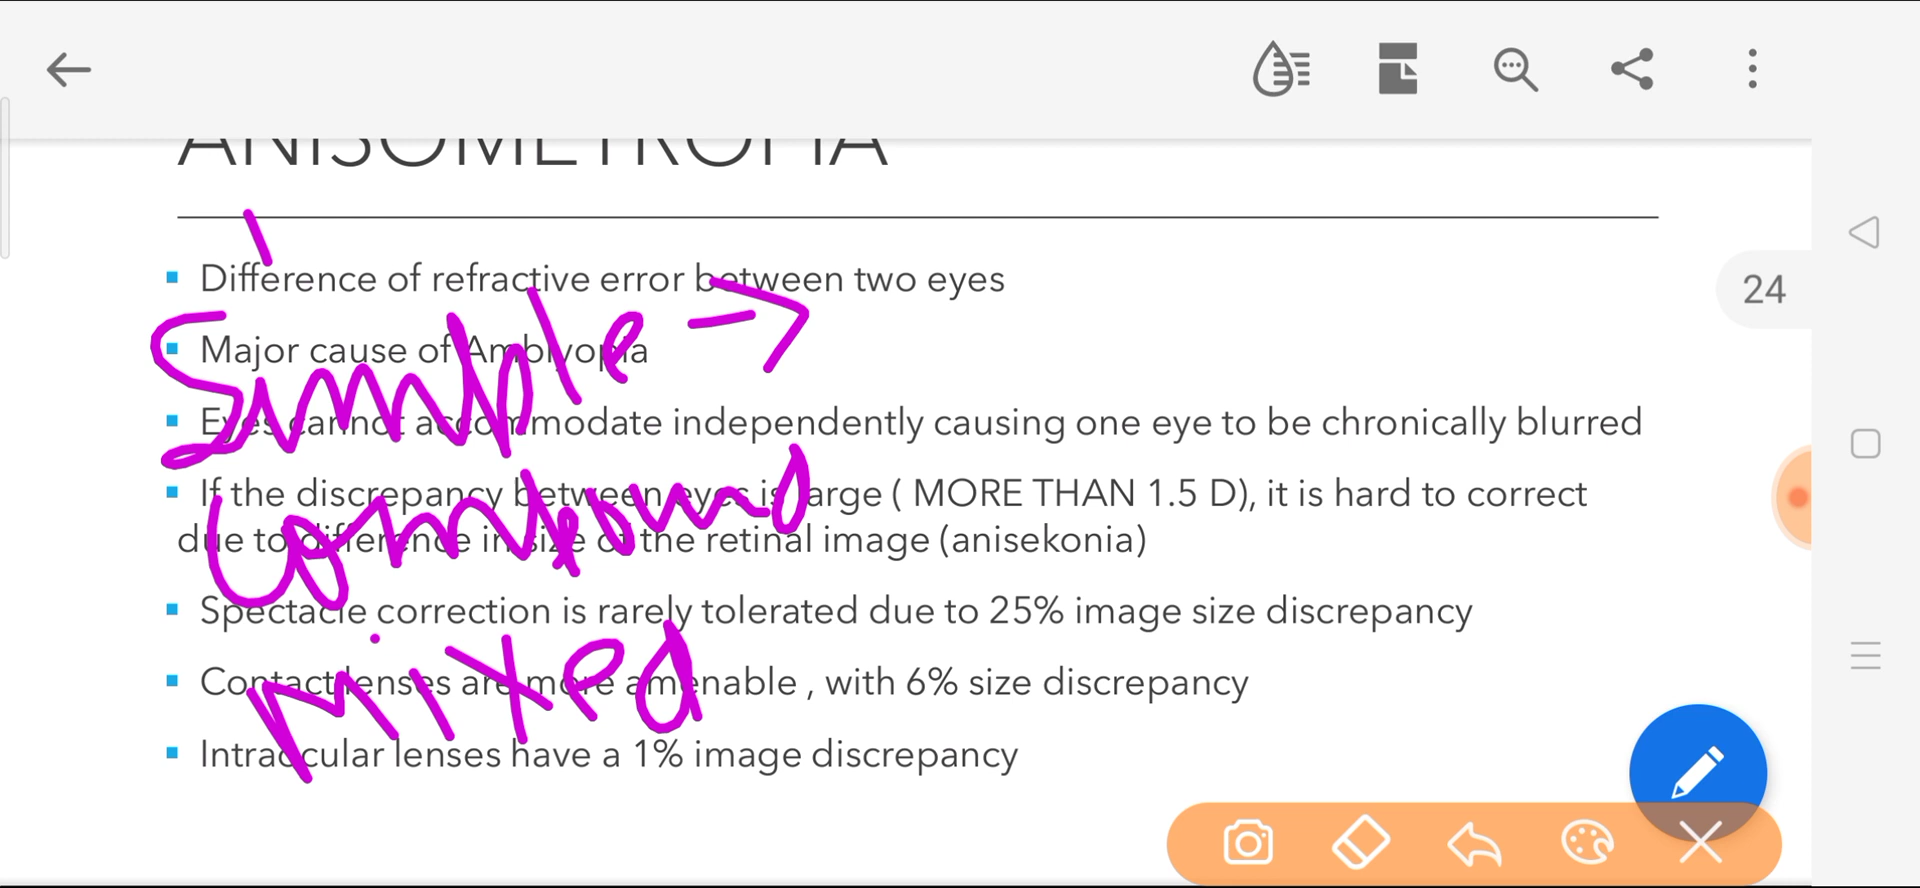 ANISOMETROPIA
▪ Difference of refractive error between two eyes
Simple →
▪ Major cause of Amblyopia
▪ Eyes cannot accommodate independently causing one eye to be chronically blurred
Compound
▪ If the discrepancy between eyes is large ( MORE THAN 1.5 D), it is hard to correct
due to difference in size of the retinal image (anisekonia)
▪ Spectacle correction is rarely tolerated due to 25% image size discrepancy
Mixed
▪ Contact lenses are more amenable , with 6% size discrepancy
▪ Intraocular lenses have a 1% image discrepancy
24